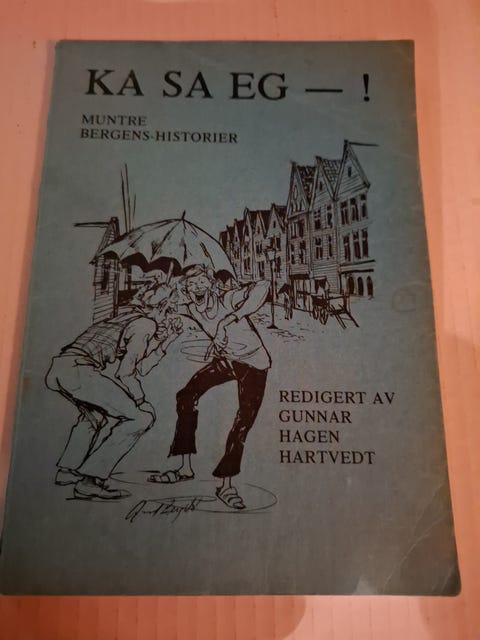 KA SA EG — !
MUNTRE
BERGENS-HISTORIER
REDIGERT AV
GUNNAR
HAGEN
HARTVEDT